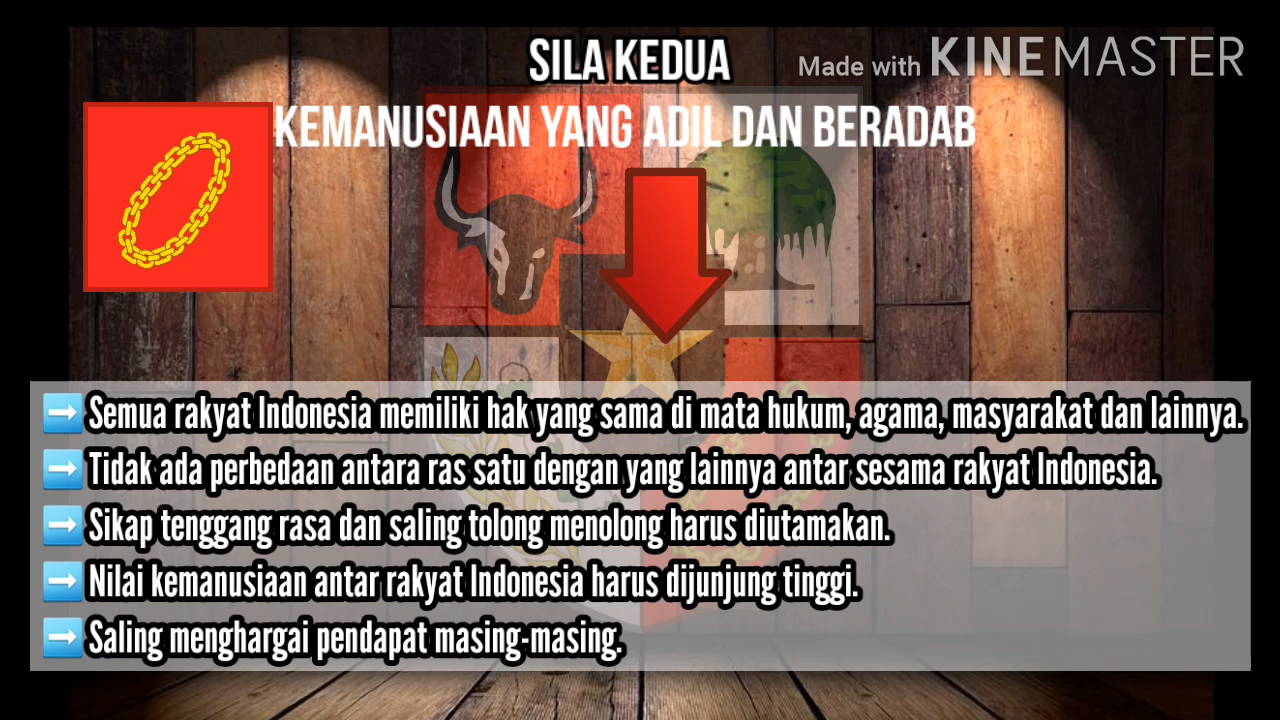 SILA KEDUA
Made with KINEMASTER
KEMANUSIAAN YANG ADIL DAN BERADAB
➡ Semua rakyat Indonesia memiliki hak yang sama di mata hukum, agama, masyarakat dan lainnya.
➡ Tidak ada perbedaan antara ras satu dengan yang lainnya antar sesama rakyat Indonesia.
➡ Sikap tenggang rasa dan saling tolong menolong harus diutamakan.
➡ Nilai kemanusiaan antar rakyat Indonesia harus dijunjung tinggi.
➡ Saling menghargai pendapat masing-masing.